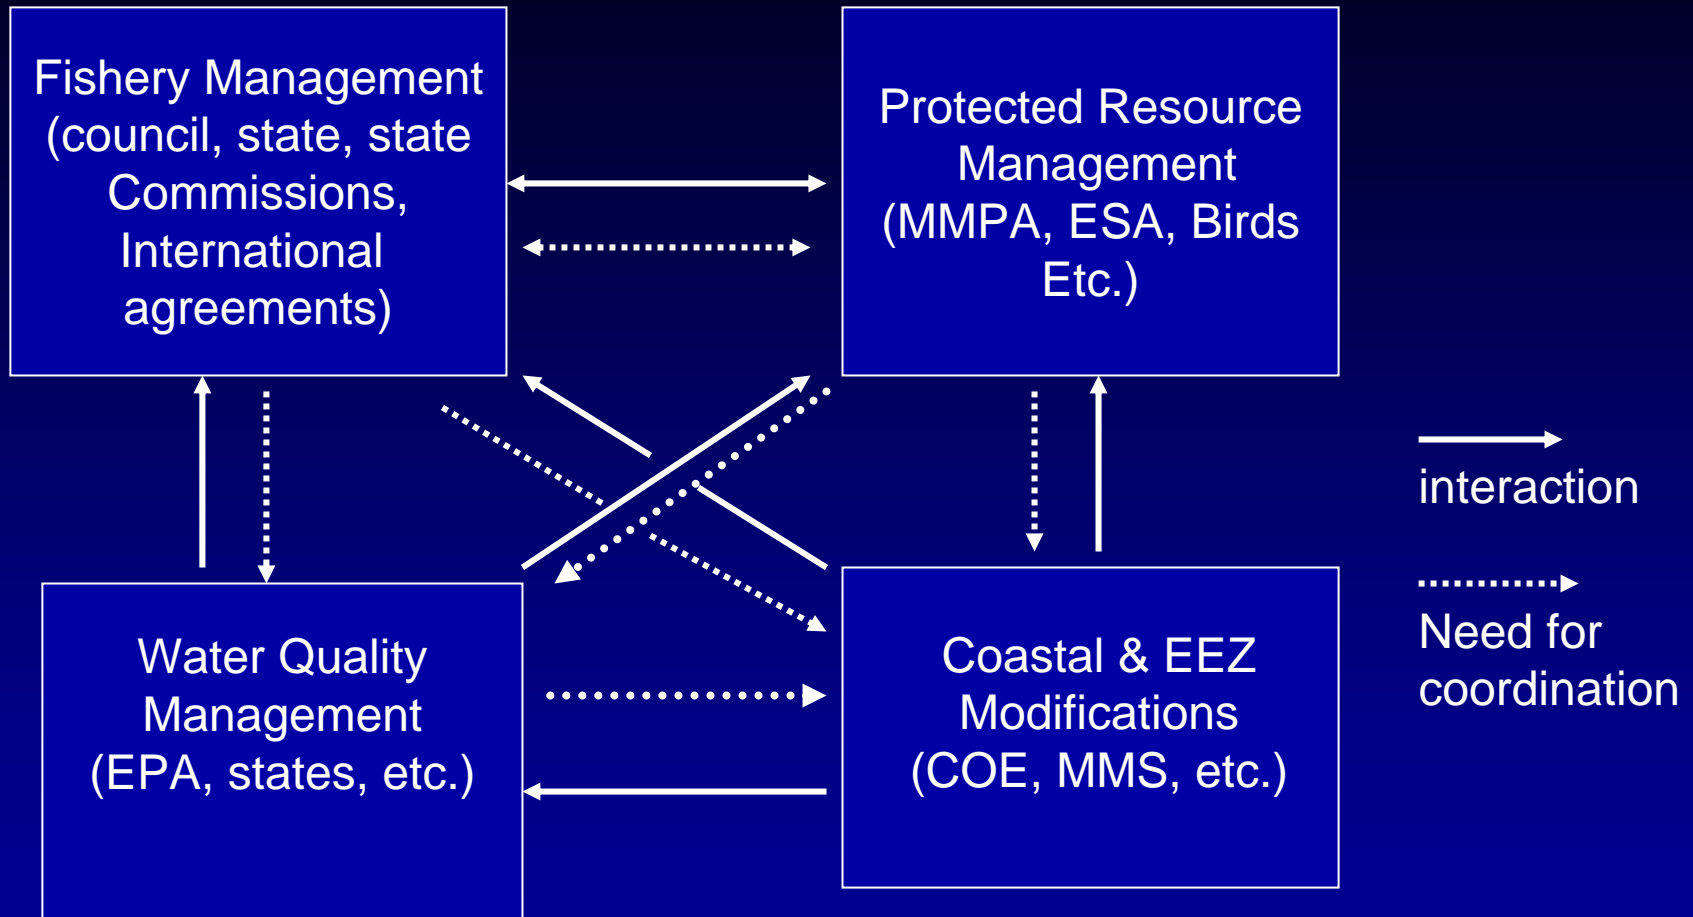 Fishery Management
(council, state, state
Commissions,
International
agreements)
Protected Resource
Management
(MMPA, ESA, Birds
Etc.)
interaction
Need for
coordination
Water Quality
Management
(EPA, states, etc.)
Coastal & EEZ
Modifications
(COE, MMS, etc.)